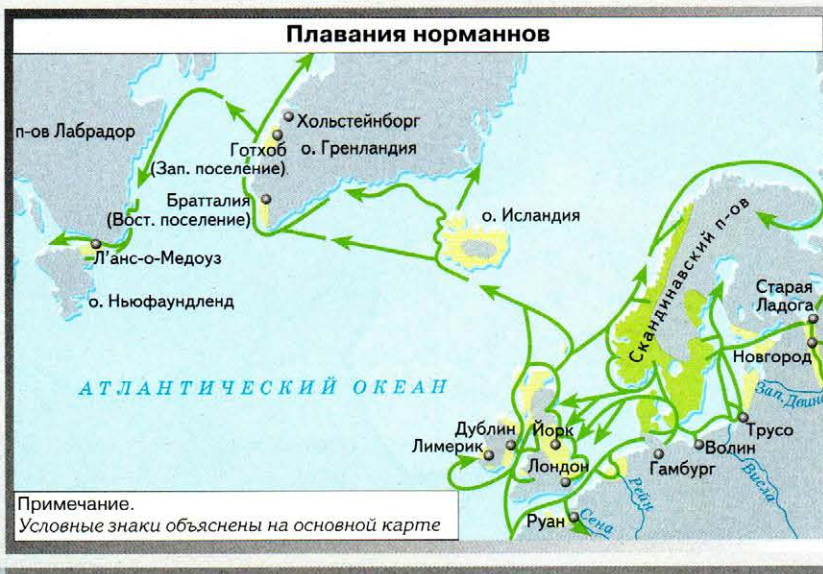 Плавания норманнов
п-ов Лабрадор
Хольстейнборг
Готхоб
(Зап. поселение)
о. Гренландия
Братталия
(Вост. поселение)
о. Исландия
Л'анс-о-Медоуз
о. Ньюфаундленд
Скандинавский п-ов
Старая
Ладога
Новгород
АТЛАНТИЧЕСКИЙ ОКЕАН
Зап. Двина
Дублин
Йорк
Трусо
Лимерик
Волин
Лондон
Гамбург
Рейн
Висла
Руан
Сена
Примечание.
Условные знаки объяснены на основной карте